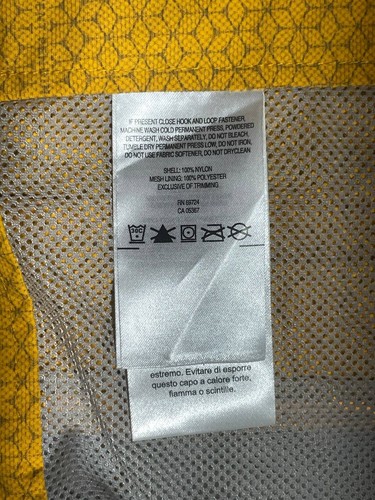 IF PRESENT CLOSE HOOK AND LOOP FASTENER,
MACHINE WASH COLD PERMANENT PRESS, POWDERED
DETERGENT, WASH SEPARATELY, DO NOT BLEACH,
TUMBLE DRY PERMANENT PRESS LOW, DO NOT IRON,
DO NOT USE FABRIC SOFTENER, DO NOT DRYCLEAN
SHELL: 100% NYLON
MESH LINING: 100% POLYESTER
EXCLUSIVE OF TRIMMING.
RN 69724
CA 05367
estremo. Evitare di esporre
questo capo a calore forte,
fiamma o scintille.